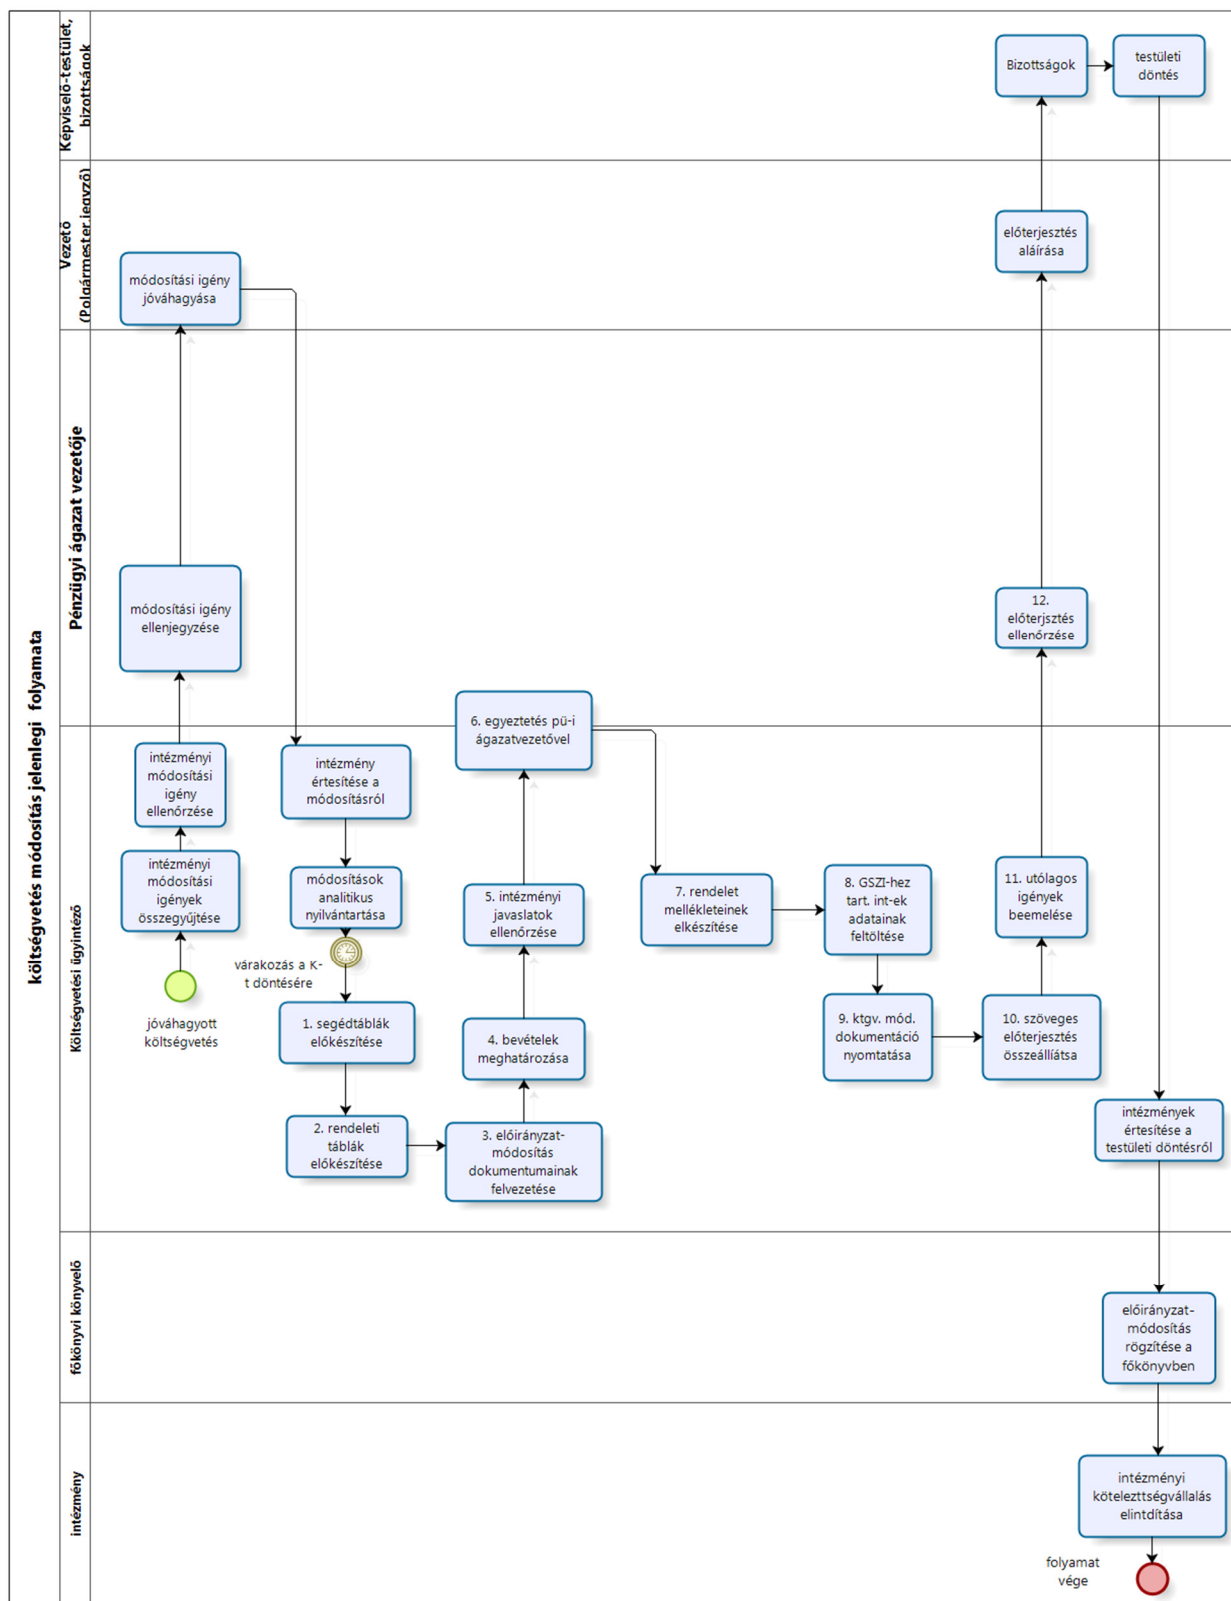 költségvetés módosítás jelenlegi folyamata
Képviselő-testület,
bizottságok
Bizottságok
testületi
döntés
Vezető
(Polgármester,jegyző)
előterjesztés
aláírása
módosítási igény
jóváhagyása
Pénzügyi ágazat vezetője
módosítási igény
ellenjegyzése
12.
előterjsztés
ellenőrzése
Költségvetési ügyintéző
6. egyeztetés pü-i
ágazatvezetővel
intézményi
módosítási
igény
ellenőrzése
intézmény
értesítése a
módosításról
intézményi
módosítási
igények
összegyűjtése
módosítások
analitikus
nyilvántartása
5. intézményi
javaslatok
ellenőrzése
7. rendelet
mellékleteinek
elkészítése
8. GSZI-hez
tart. int-ek
adatainak
feltöltése
11. utólagos
igények
beemelése
várakozás a K-
t döntésére
jóváhagyott
költségvetés
1. segédtáblák
előkészítése
4. bevételek
meghatározása
9. ktgv. mód.
dokumentáció
nyomtatása
10. szöveges
előterjesztés
összeállíátsa
2. rendeleti
táblák
előkészítése
3. előirányzat-
módosítás
dokumentumainak
felvezetése
intézmények
értesítése a
testületi döntésről
főkönyvi könyvelő
előirányzat-
módosítás
rögzítése a
főkönyvben
intézmény
intézményi
kötelezttségvállalás
elintdítása
folyamat
vége